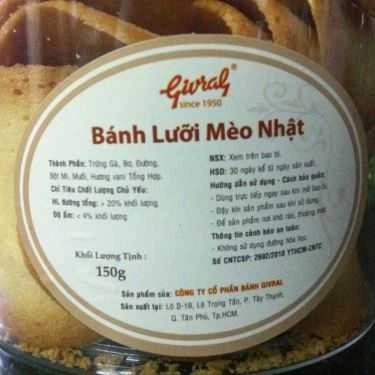 Givral
since 1950
Bánh Lưỡi Mèo Nhật
Thành Phần: Trứng Gà, Bơ, Đường,
Bột Mì, Muối, Hương vani Tổng Hợp.
Chỉ Tiêu Chất Lượng Chủ Yếu:
HL đường tổng: > 20% khối lượng
Độ ẩm: < 4% khối lượng
Khối Lượng Tịnh :
150g
NSX: Xem trên bao bì.
HSD: 30 ngày kể từ ngày sản xuất.
Hướng dẫn sử dụng - Cách bảo quản:
- Dùng trực tiếp ngay sau khi mở bao bì.
- Đậy kín sản phẩm sau khi sử dụng.
- Để sản phẩm nơi khô ráo, thoáng mát.
Thông tin cảnh báo an toàn:
- Không sử dụng đường hóa học.
Số CNTCSP: 2692/2010 YTHCM-CNTC
Sản phẩm của: CÔNG TY CỔ PHẦN BÁNH GIVRAL
Sản xuất tại: Lô D-18, Lê Trọng Tấn, P. Tây Thạnh,
Q. Tân Phú, Tp.HCM.